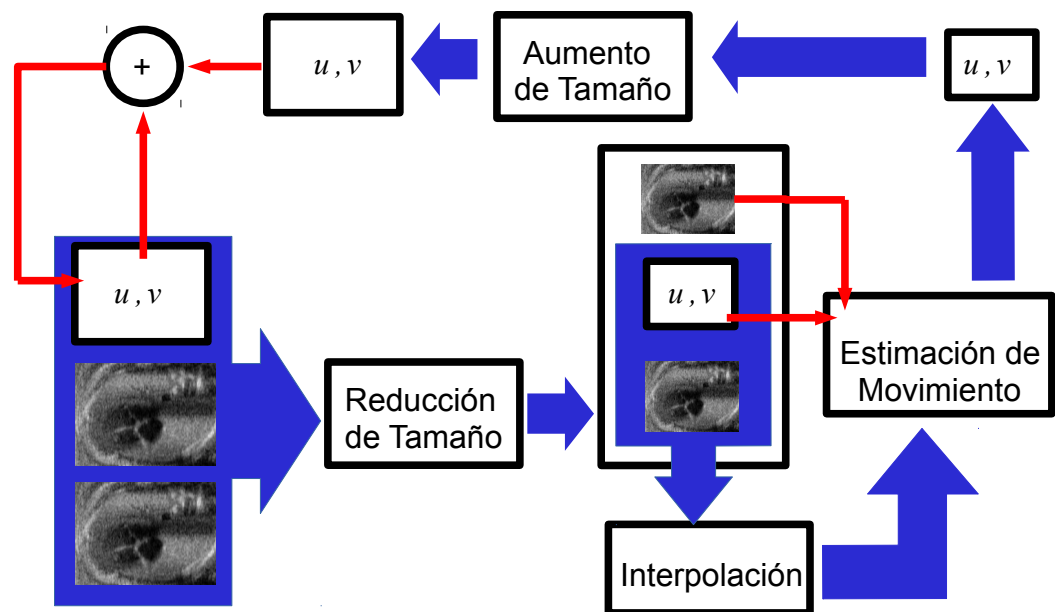 +
u , v
Aumento
de Tamaño
u , v
u , v
u , v
Reducción
de Tamaño
Estimación de
Movimiento
Interpolación